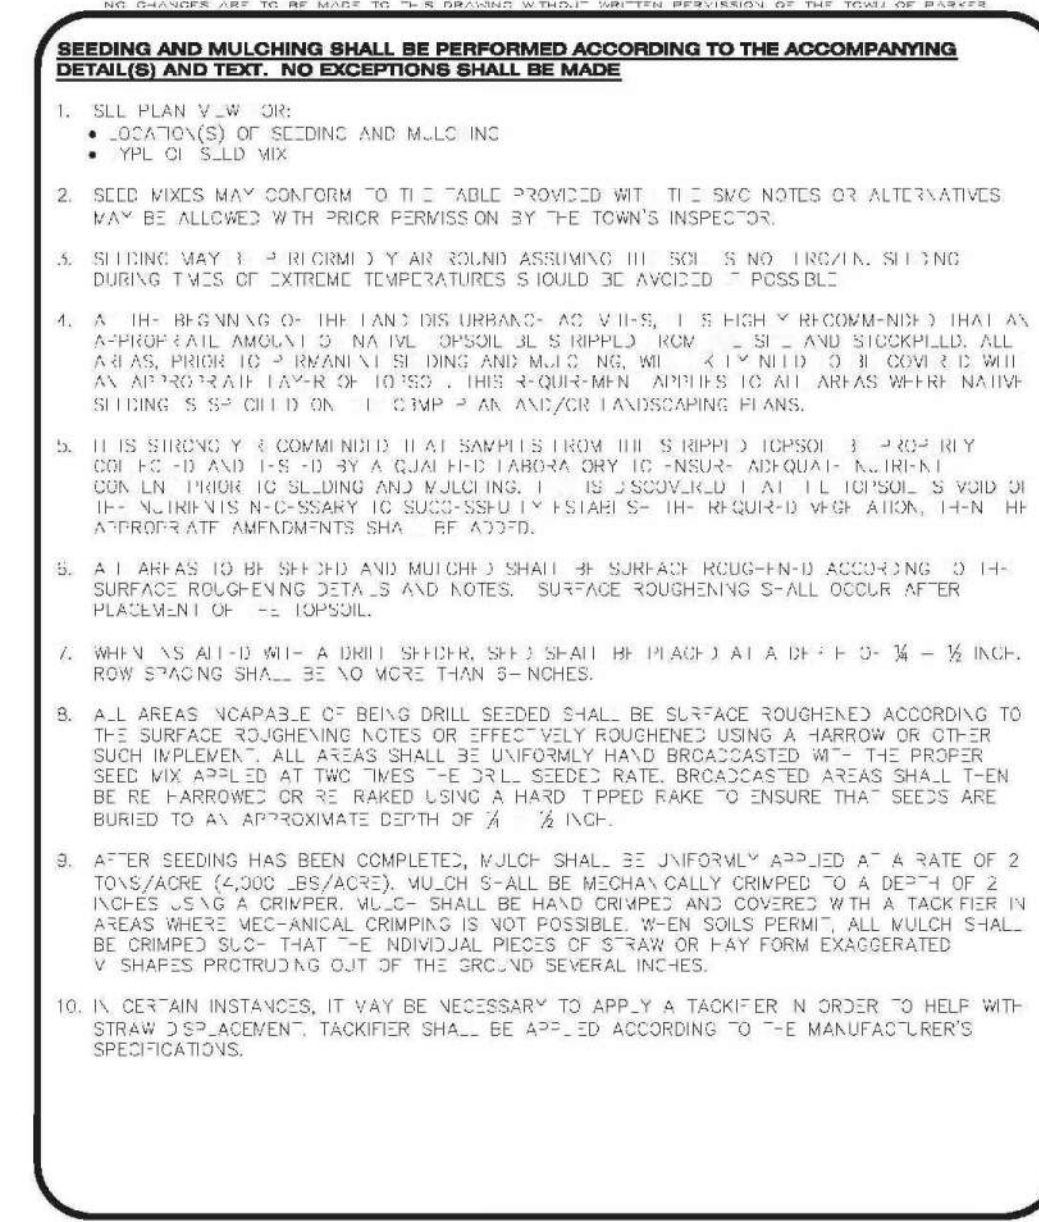 NO CHANGES ARE TO BE MADE TO THIS DRAWING WITHOUT WRITTEN PERMISSION OF THE TOWN OF PARKER
SEEDING AND MULCHING SHALL BE PERFORMED ACCORDING TO THE ACCOMPANYING
DETAIL(S) AND TEXT. NO EXCEPTIONS SHALL BE MADE
1. SEE PLAN VIEW FOR:
• LOCATION(S) OF SEEDING AND MULCHING
• TYPE OF SEED MIX
2. SEED MIXES MAY CONFORM TO THE TABLE PROVIDED WITH THE SMC NOTES OR ALTERNATIVES
MAY BE ALLOWED WITH PRIOR PERMISSION BY THE TOWN'S INSPECTOR.
3. SEEDING MAY BE PERFORMED YEAR ROUND ASSUMING THE SOIL IS NOT FROZEN. SEEDING
DURING TIMES OF EXTREME TEMPERATURES SHOULD BE AVOIDED IF POSSIBLE
4. AT THE BEGINNING OF THE LAND DISTURBANCE ACTIVITIES, IT IS HIGHLY RECOMMENDED THAT AN
APPROPRIATE AMOUNT OF NATIVE TOPSOIL BE STRIPPED FROM THE SITE AND STOCKPILED. ALL
AREAS, PRIOR TO PERMANENT SEEDING AND MULCHING, WILL LIKELY NEED TO BE COVERED WITH
AN APPROPRIATE LAYER OF TOPSOIL. THIS REQUIREMENT APPLIES TO ALL AREAS WHERE NATIVE
SEEDING IS SPECIFIED ON THE CBMP PLAN AND/OR LANDSCAPING PLANS.
5. IT IS STRONGLY RECOMMENDED THAT SAMPLES FROM THE STRIPPED TOPSOIL BE PROPERLY
COLLECTED AND TESTED BY A QUALIFIED LABORATORY TO ENSURE ADEQUATE NUTRIENT
CONTENT PRIOR TO SEEDING AND MULCHING. IF IT IS DISCOVERED THAT THE TOPSOIL IS VOID OF
THE NUTRIENTS NECESSARY TO SUCCESSFULLY ESTABLISH THE REQUIRED VEGETATION, THEN THE
APPROPRIATE AMENDMENTS SHALL BE ADDED.
6. ALL AREAS TO BE SEEDED AND MULCHED SHALL BE SURFACE ROUGHENED ACCORDING TO THE
SURFACE ROUGHENING DETAILS AND NOTES. SURFACE ROUGHENING SHALL OCCUR AFTER
PLACEMENT OF THE TOPSOIL.
7. WHEN INSTALLED WITH A DRILL SEEDER, SEED SHALL BE PLACED AT A DEPTH OF ¼ – ½ INCH.
ROW SPACING SHALL BE NO MORE THAN 6-INCHES.
8. ALL AREAS INCAPABLE OF BEING DRILL SEEDED SHALL BE SURFACE ROUGHENED ACCORDING TO
THE SURFACE ROUGHENING NOTES OR EFFECTIVELY ROUGHENED USING A HARROW OR OTHER
SUCH IMPLEMENT. ALL AREAS SHALL BE UNIFORMLY HAND BROADCASTED WITH THE PROPER
SEED MIX APPLIED AT TWO TIMES THE DRILL SEEDED RATE. BROADCASTED AREAS SHALL THEN
BE RE-HARROWED OR RE-RAKED USING A HARD TIPPED RAKE TO ENSURE THAT SEEDS ARE
BURIED TO AN APPROXIMATE DEPTH OF ¼ – ½ INCH.
9. AFTER SEEDING HAS BEEN COMPLETED, MULCH SHALL BE UNIFORMLY APPLIED AT A RATE OF 2
TONS/ACRE (4,000 LBS/ACRE). MULCH SHALL BE MECHANICALLY CRIMPED TO A DEPTH OF 2
INCHES USING A CRIMPER. MULCH SHALL BE HAND CRIMPED AND COVERED WITH A TACKIFIER IN
AREAS WHERE MECHANICAL CRIMPING IS NOT POSSIBLE. WHEN SOILS PERMIT, ALL MULCH SHALL
BE CRIMPED SUCH THAT THE INDIVIDUAL PIECES OF STRAW OR HAY FORM EXAGGERATED
V SHAPES PROTRUDING OUT OF THE GROUND SEVERAL INCHES.
10. IN CERTAIN INSTANCES, IT MAY BE NECESSARY TO APPLY A TACKIFIER IN ORDER TO HELP WITH
STRAW DISPLACEMENT. TACKIFIER SHALL BE APPLIED ACCORDING TO THE MANUFACTURER'S
SPECIFICATIONS.